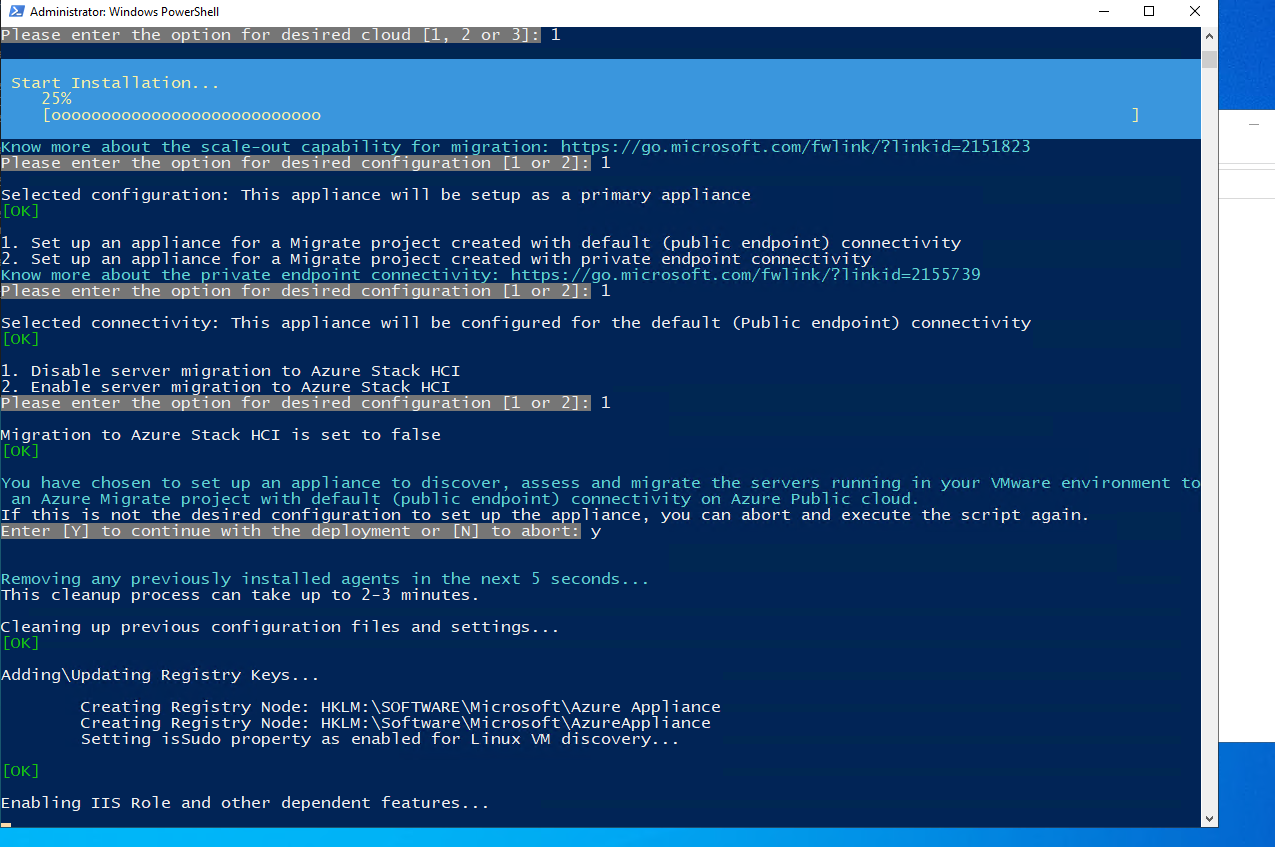 Administrator: Windows PowerShell
Please enter the option for desired cloud [1, 2 or 3]: 1
Start Installation...
25%
[ooooooooooooooooooooooooooo ]
Know more about the scale-out capability for migration: https://go.microsoft.com/fwlink/?linkid=2151823
Please enter the option for desired configuration [1 or 2]: 1
Selected configuration: This appliance will be setup as a primary appliance
[OK]
1. Set up an appliance for a Migrate project created with default (public endpoint) connectivity
2. Set up an appliance for a Migrate project created with private endpoint connectivity
Know more about the private endpoint connectivity: https://go.microsoft.com/fwlink/?linkid=2155739
Please enter the option for desired configuration [1 or 2]: 1
Selected connectivity: This appliance will be configured for the default (Public endpoint) connectivity
[OK]
1. Disable server migration to Azure Stack HCI
2. Enable server migration to Azure Stack HCI
Please enter the option for desired configuration [1 or 2]: 1
Migration to Azure Stack HCI is set to false
[OK]
You have chosen to set up an appliance to discover, assess and migrate the servers running in your VMware environment to
an Azure Migrate project with default (public endpoint) connectivity on Azure Public cloud.
If this is not the desired configuration to set up the appliance, you can abort and execute the script again.
Enter [Y] to continue with the deployment or [N] to abort: y
Removing any previously installed agents in the next 5 seconds...
This cleanup process can take up to 2-3 minutes.
Cleaning up previous configuration files and settings...
[OK]
Adding\Updating Registry Keys...
Creating Registry Node: HKLM:\SOFTWARE\Microsoft\Azure Appliance
Creating Registry Node: HKLM:\Software\Microsoft\AzureAppliance
Setting isSudo property as enabled for Linux VM discovery...
[OK]
Enabling IIS Role and other dependent features...